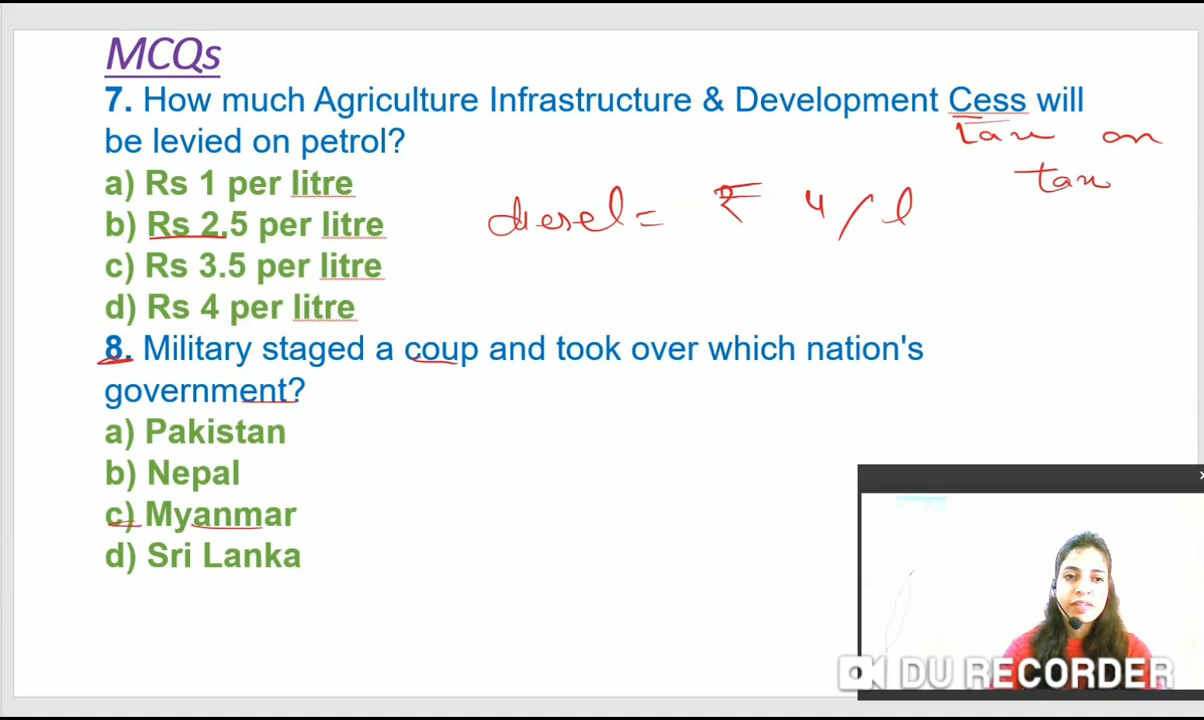 MCQs
7. How much Agriculture Infrastructure & Development Cess will
be levied on petrol?
tax on
tax
a) Rs 1 per litre
b) Rs 2.5 per litre
diesel = ₹ 4/l
c) Rs 3.5 per litre
d) Rs 4 per litre
8. Military staged a coup and took over which nation's
government?
a) Pakistan
b) Nepal
c) Myanmar
d) Sri Lanka
DU RECORDER